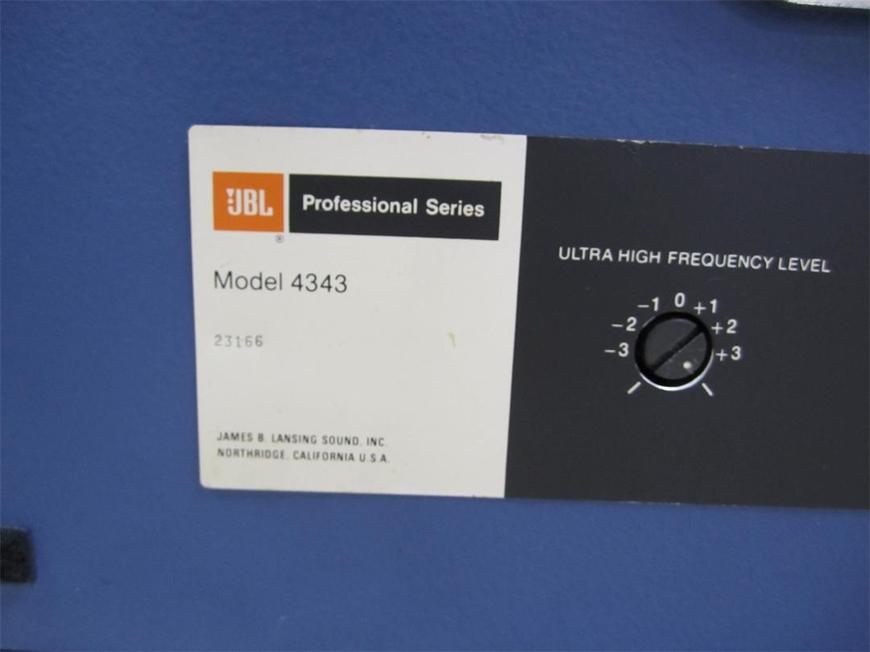 JBL Professional Series
®
Model 4343
23166
JAMES B. LANSING SOUND, INC.
NORTHRIDGE, CALIFORNIA U.S.A.
ULTRA HIGH FREQUENCY LEVEL
-3 -2 -1 0 +1 +2 +3